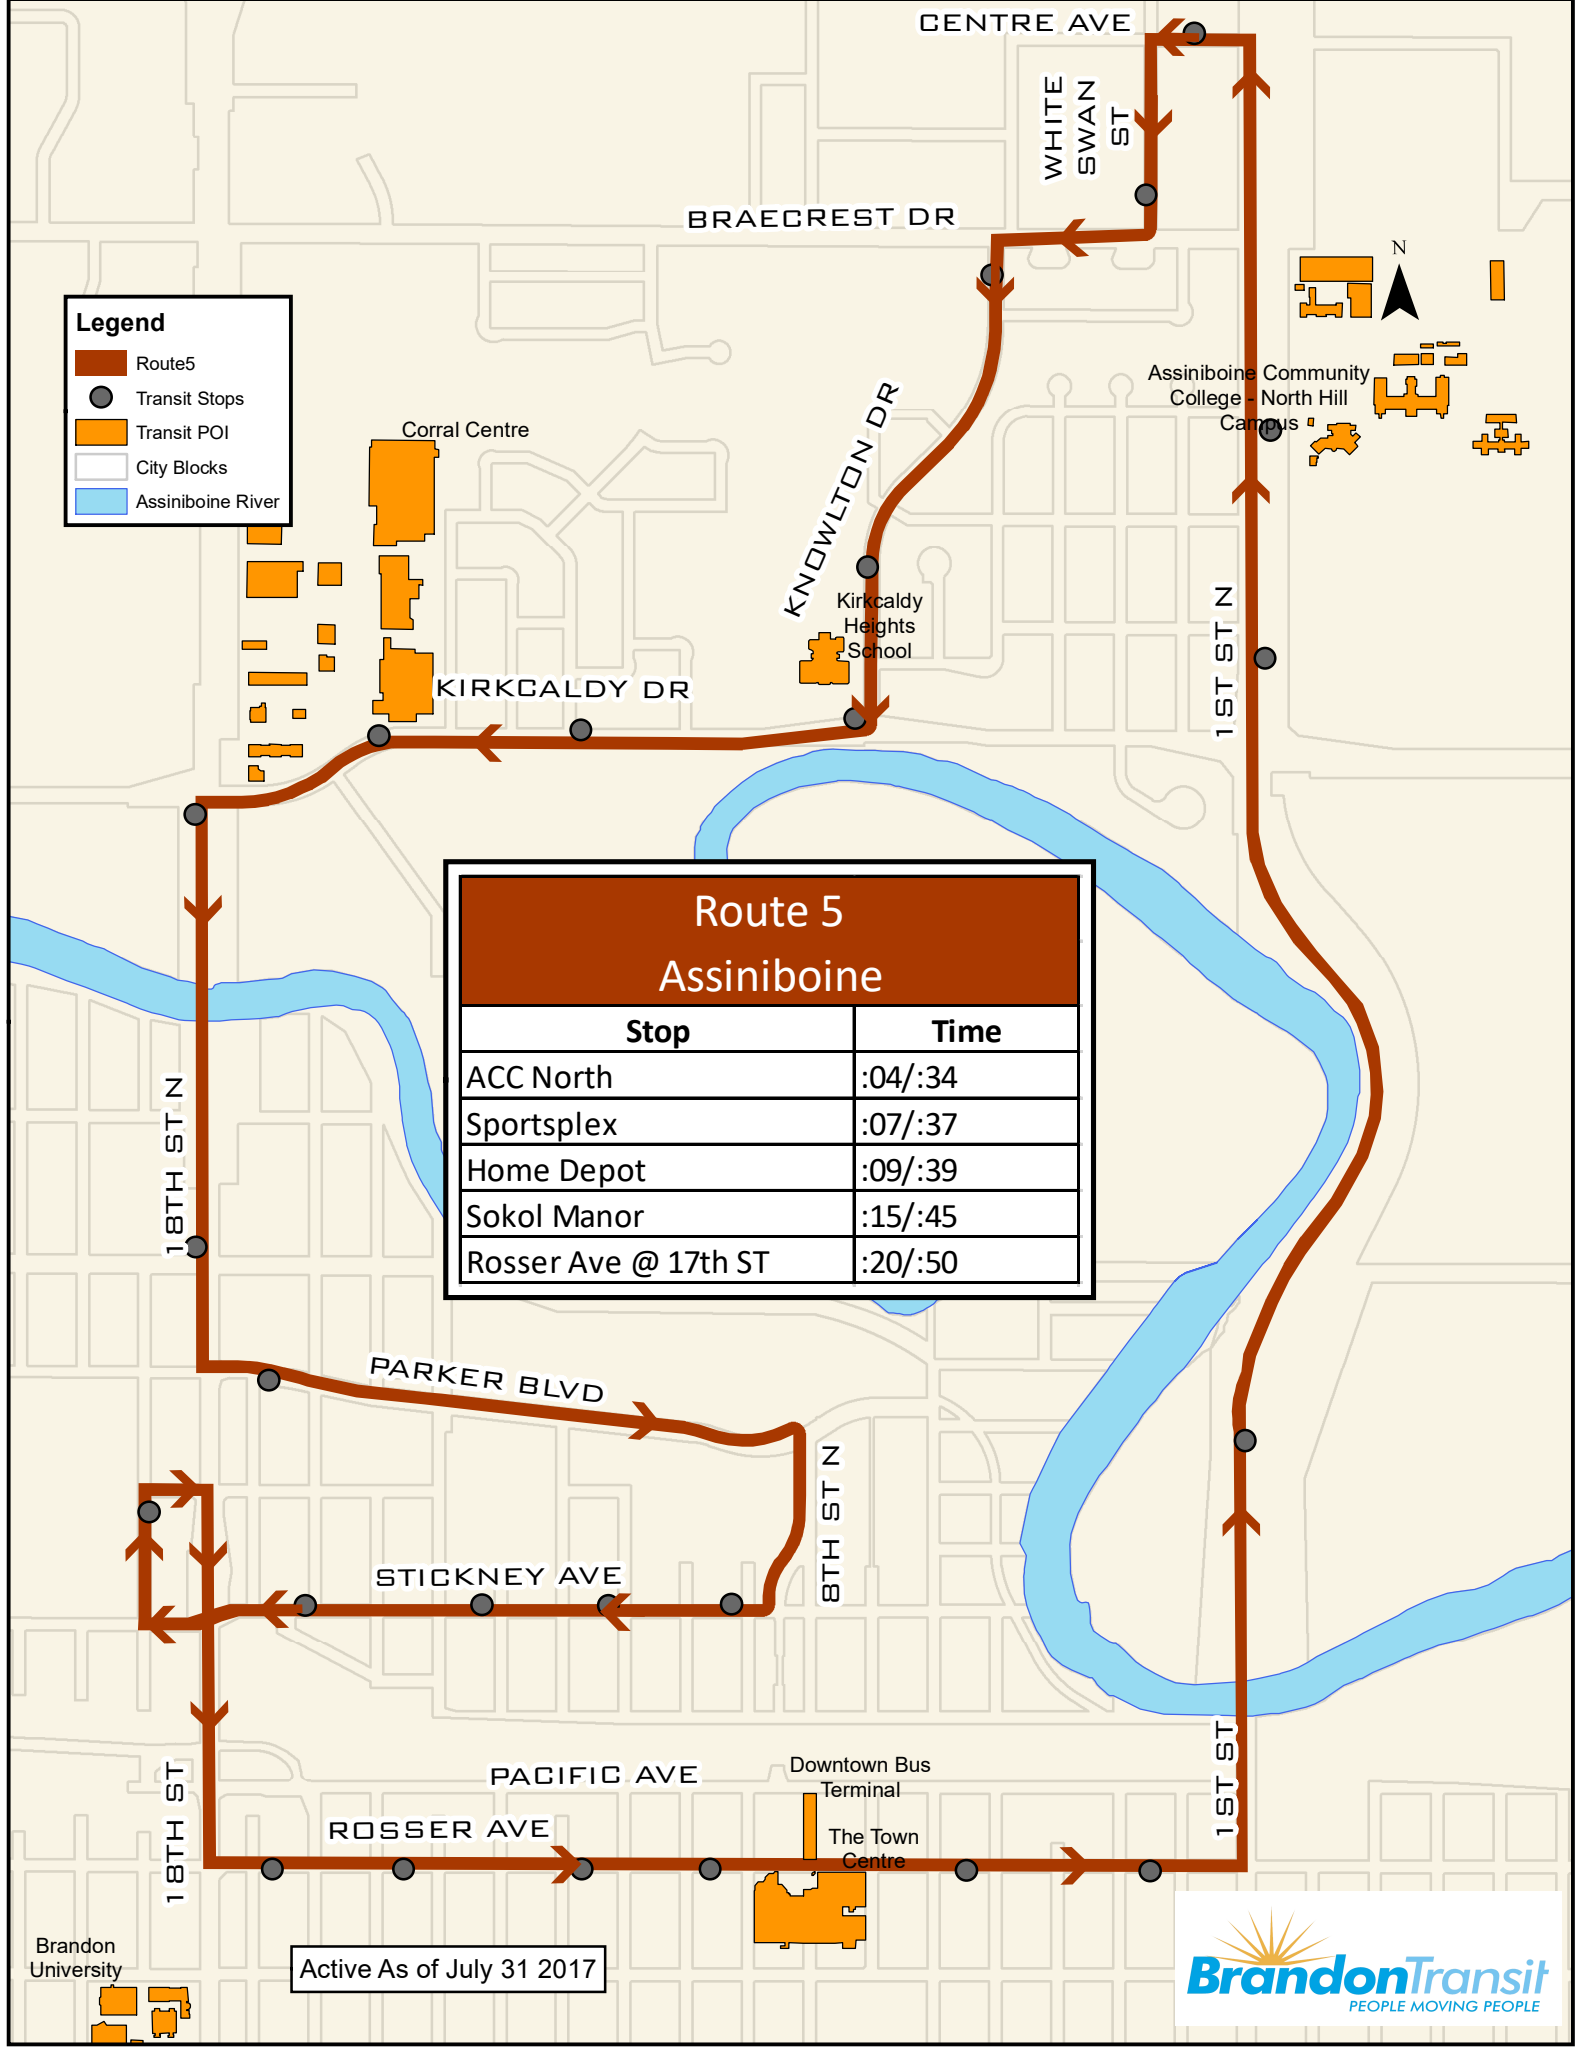 CENTRE AVE
WHITE
SWAN
ST
BRAECREST DR
N
Legend
Route5
Transit Stops
Transit POI
City Blocks
Assiniboine River
Assiniboine Community
College - North Hill
Campus
Corral Centre
KNOWLTON DR
Kirkcaldy
Heights
School
1ST ST N
KIRKCALDY DR
Route 5
Assiniboine
Stop Time
ACC North :04/:34
Sportsplex :07/:37
Home Depot :09/:39
Sokol Manor :15/:45
Rosser Ave @ 17th ST :20/:50
18TH ST N
PARKER BLVD
8TH ST N
STICKNEY AVE
1ST ST
PACIFIC AVE
Downtown Bus
Terminal
18TH ST
ROSSER AVE
The Town
Centre
Brandon
University
Active As of July 31 2017
BrandonTransit
PEOPLE MOVING PEOPLE